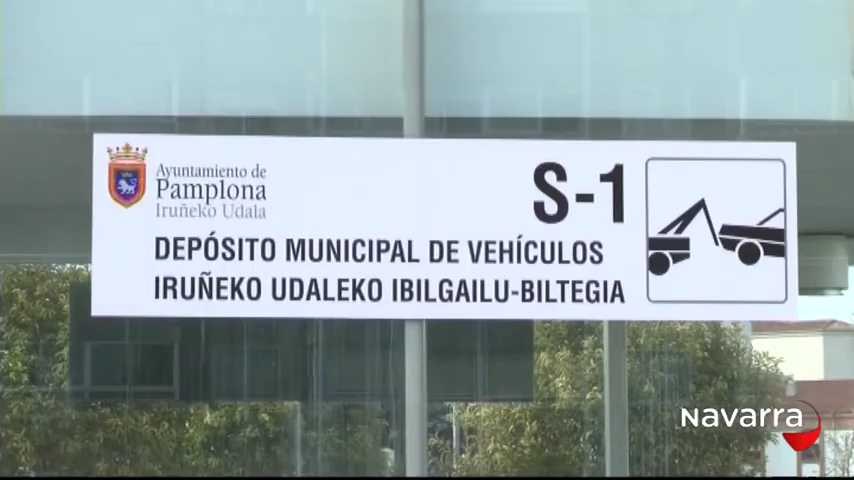 Ayuntamiento de
Pamplona
Iruñeko Udala
S-1
DEPÓSITO MUNICIPAL DE VEHÍCULOS
IRUÑEKO UDALEKO IBILGAILU-BILTEGIA
NAVARRA